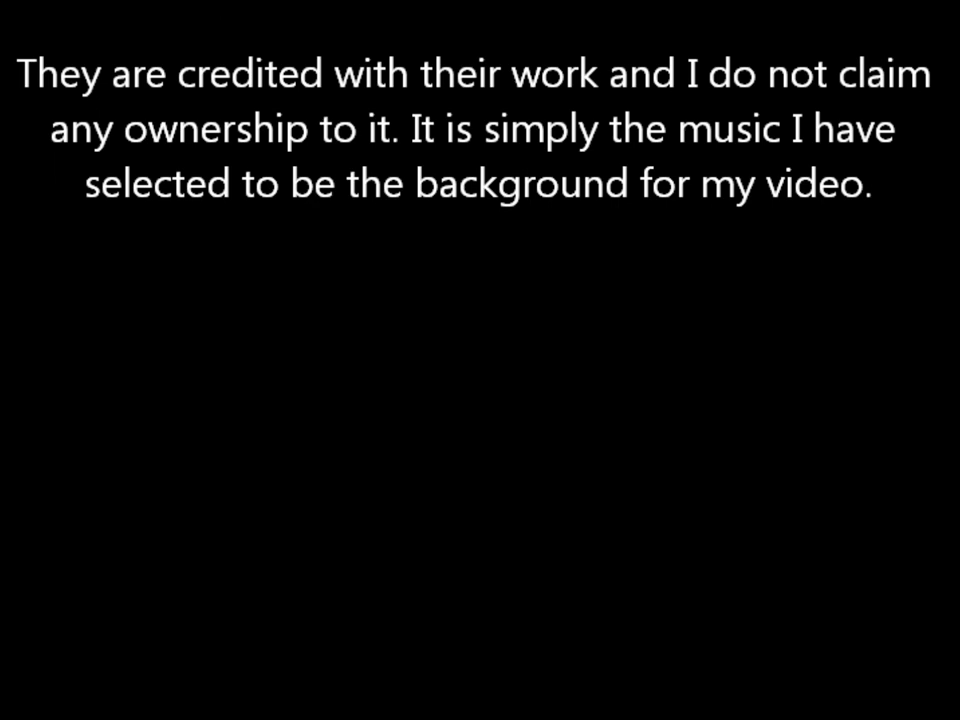 They are credited with their work and I do not claim
any ownership to it. It is simply the music I have
selected to be the background for my video.